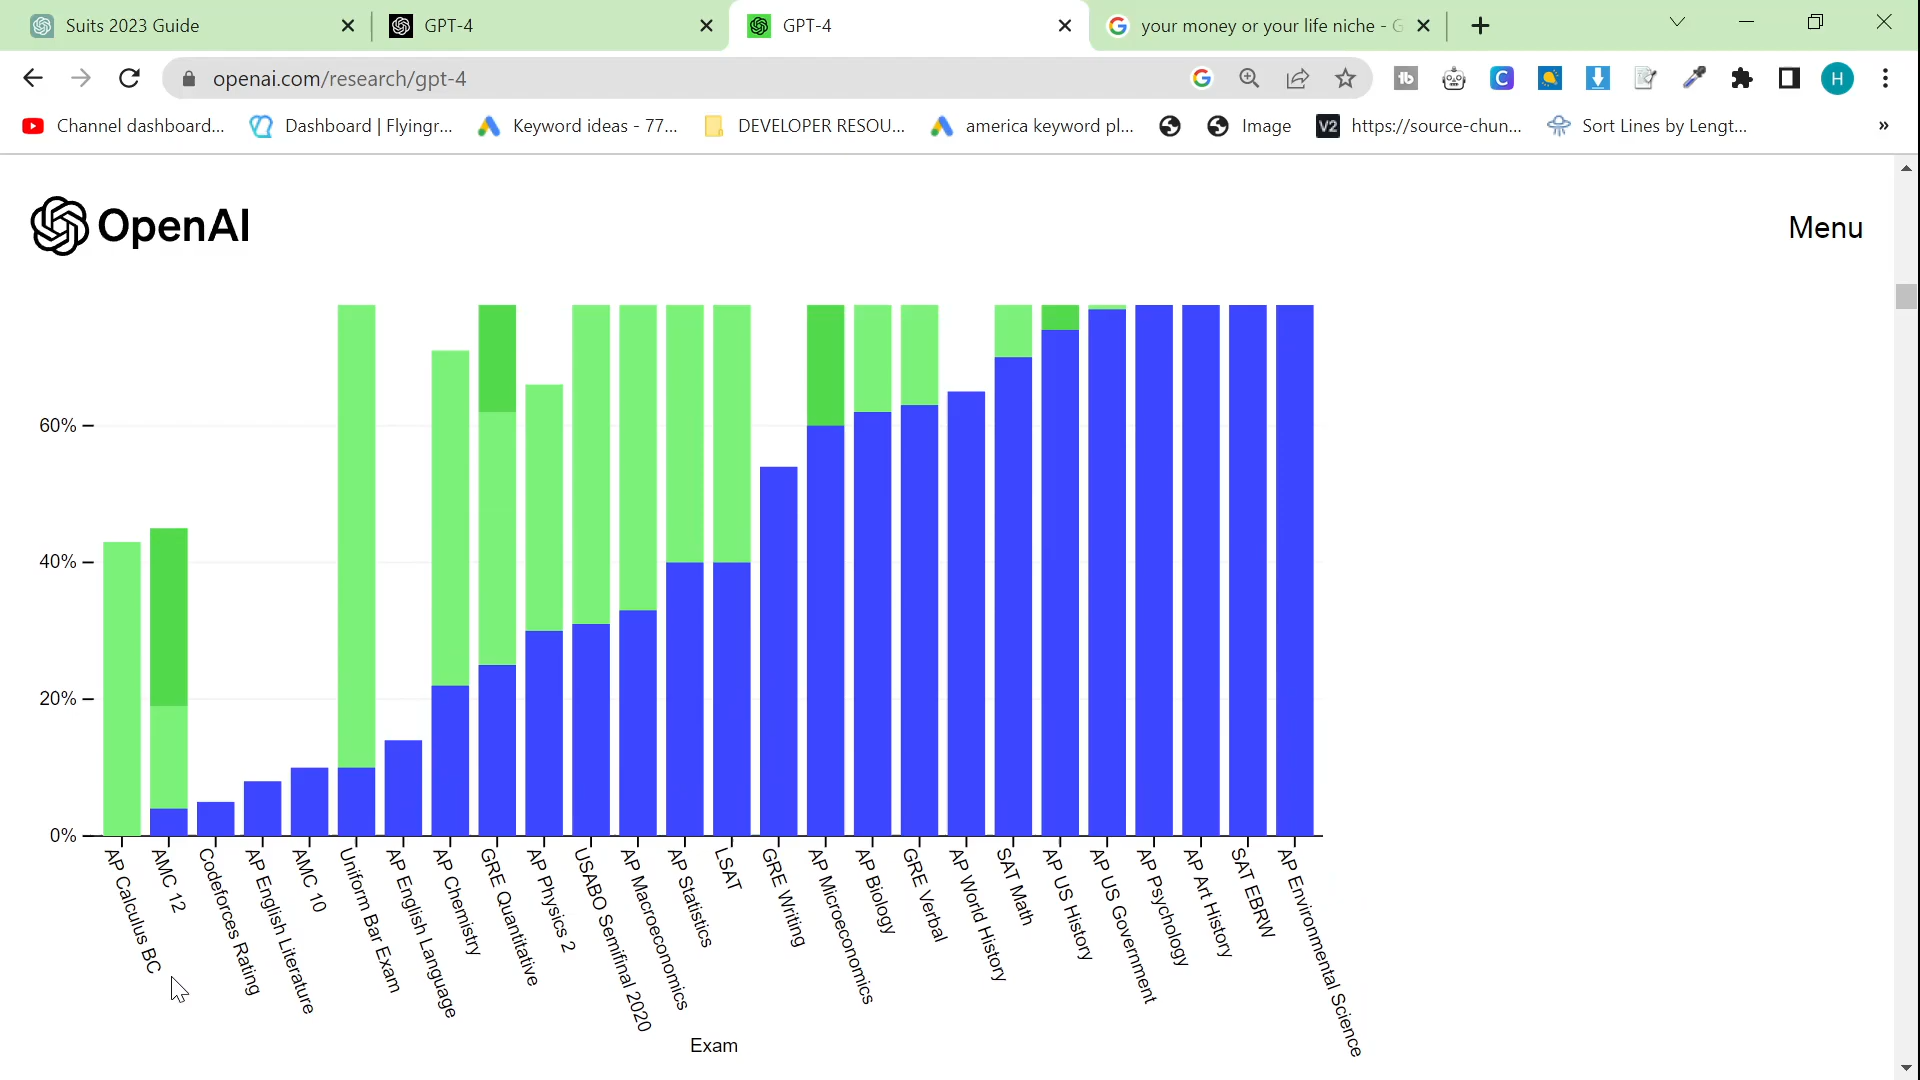 Suits 2023 Guide
GPT-4
GPT-4
your money or your life niche - G
openai.com/research/gpt-4
H
Channel dashboard...
Dashboard | Flyingr...
Keyword ideas - 77...
DEVELOPER RESOU...
america keyword pl...
Image
V2
https://source-chun...
Sort Lines by Lengt...
»
OpenAI
Menu
60%
40%
20%
0%
AP Calculus BC
AMC 12
Codeforces Rating
AP English Literature
AMC 10
Uniform Bar Exam
AP English Language
AP Chemistry
GRE Quantitative
AP Physics 2
USABO Semifinal 2020
AP Macroeconomics
AP Statistics
LSAT
GRE Writing
AP Microeconomics
AP Biology
GRE Verbal
AP World History
SAT Math
AP US History
AP US Government
AP Psychology
AP Art History
SAT EBRW
AP Environmental Science
Exam